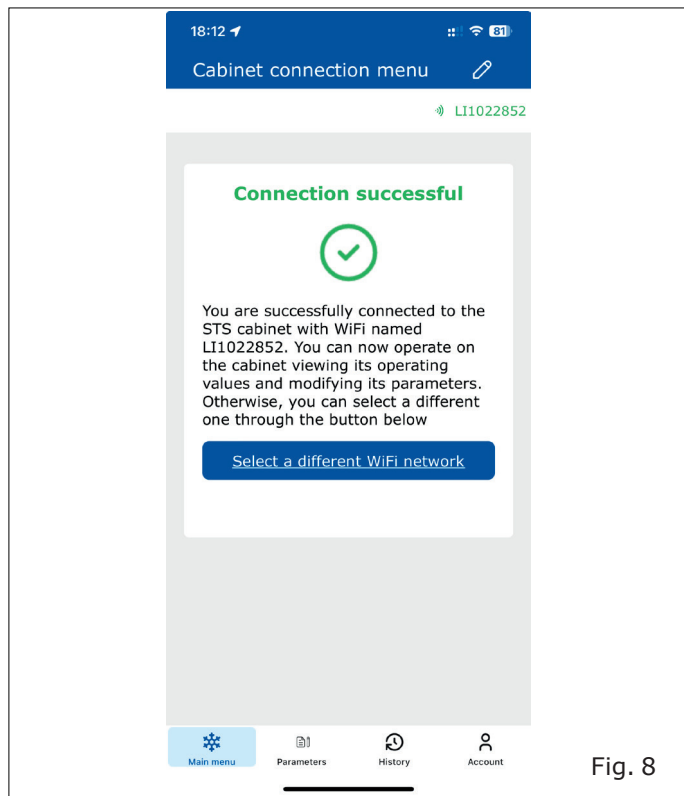 18:12
81
Cabinet connection menu
LI1022852
Connection successful
You are successfully connected to the
STS cabinet with WiFi named
LI1022852. You can now operate on
the cabinet viewing its operating
values and modifying its parameters.
Otherwise, you can select a different
one through the button below
Select a different WiFi network
Main menu Parameters History Account
Fig. 8